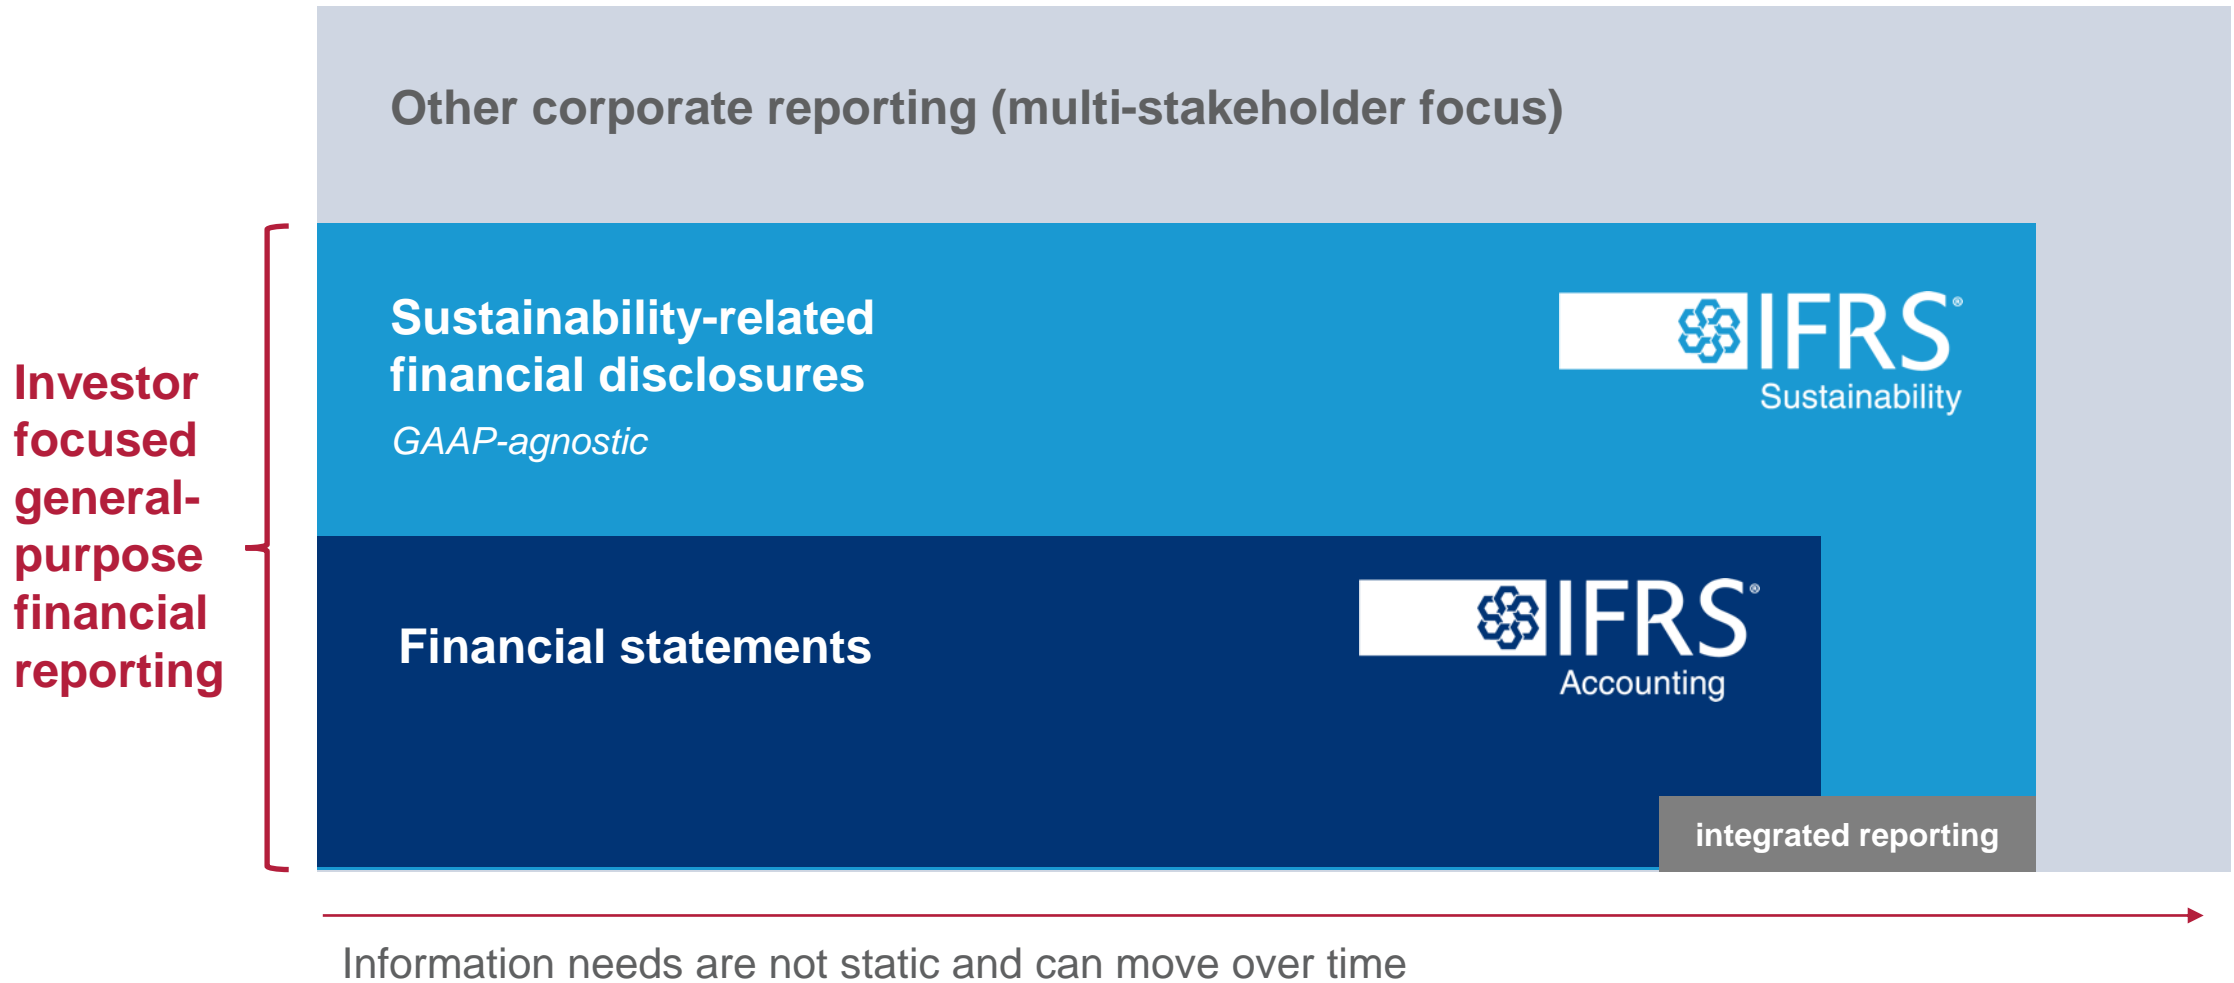 Other corporate reporting (multi-stakeholder focus)
Investor
focused
general-
purpose
financial
reporting
Sustainability-related
financial disclosures
GAAP-agnostic
IFRS®
Sustainability
Financial statements
IFRS®
Accounting
integrated reporting
Information needs are not static and can move over time